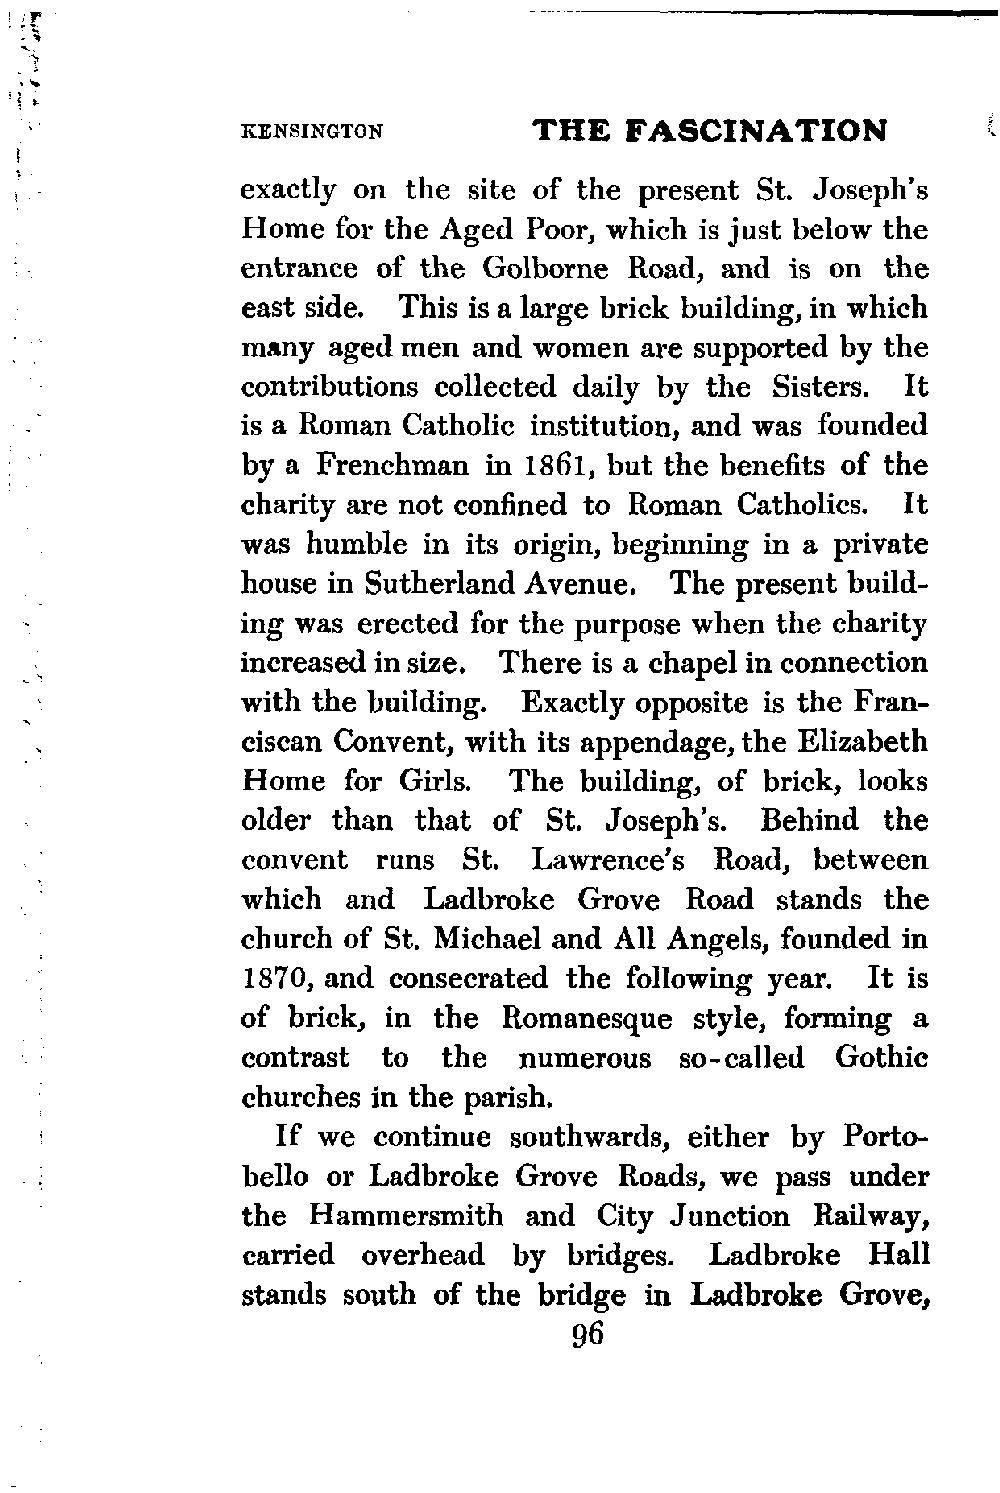 KENSINGTON THE FASCINATION
exactly on the site of the present St. Joseph's
Home for the Aged Poor, which is just below the
entrance of the Golborne Road, and is on the
east side. This is a large brick building, in which
many aged men and women are supported by the
contributions collected daily by the Sisters. It
is a Roman Catholic institution, and was founded
by a Frenchman in 1861, but the benefits of the
charity are not confined to Roman Catholics. It
was humble in its origin, beginning in a private
house in Sutherland Avenue. The present build-
ing was erected for the purpose when the charity
increased in size. There is a chapel in connection
with the building. Exactly opposite is the Fran-
ciscan Convent, with its appendage, the Elizabeth
Home for Girls. The building, of brick, looks
older than that of St. Joseph's. Behind the
convent runs St. Lawrence's Road, between
which and Ladbroke Grove Road stands the
church of St. Michael and All Angels, founded in
1870, and consecrated the following year. It is
of brick, in the Romanesque style, forming a
contrast to the numerous so-called Gothic
churches in the parish.
If we continue southwards, either by Porto-
bello or Ladbroke Grove Roads, we pass under
the Hammersmith and City Junction Railway,
carried overhead by bridges. Ladbroke Hall
stands south of the bridge in Ladbroke Grove,
96